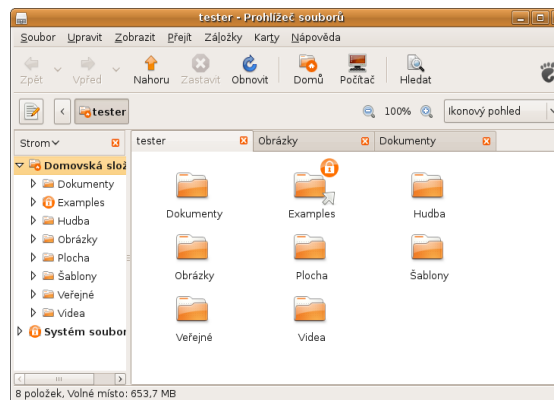 tester - Prohlížeč souborů
Soubor Upravit Zobrazit Přejít Záložky Karty Nápověda
Zpět Vpřed Nahoru Zastavit Obnovit Domů Počítač Hledat
tester 100% Ikonový pohled
Strom tester Obrázky Dokumenty
Domovská slož
Dokumenty
Examples
Hudba
Obrázky
Plocha
Šablony
Veřejné
Videa
Systém soubor
Dokumenty Examples Hudba
Obrázky Plocha Šablony
Veřejné Videa
8 položek, Volné místo: 653,7 MB